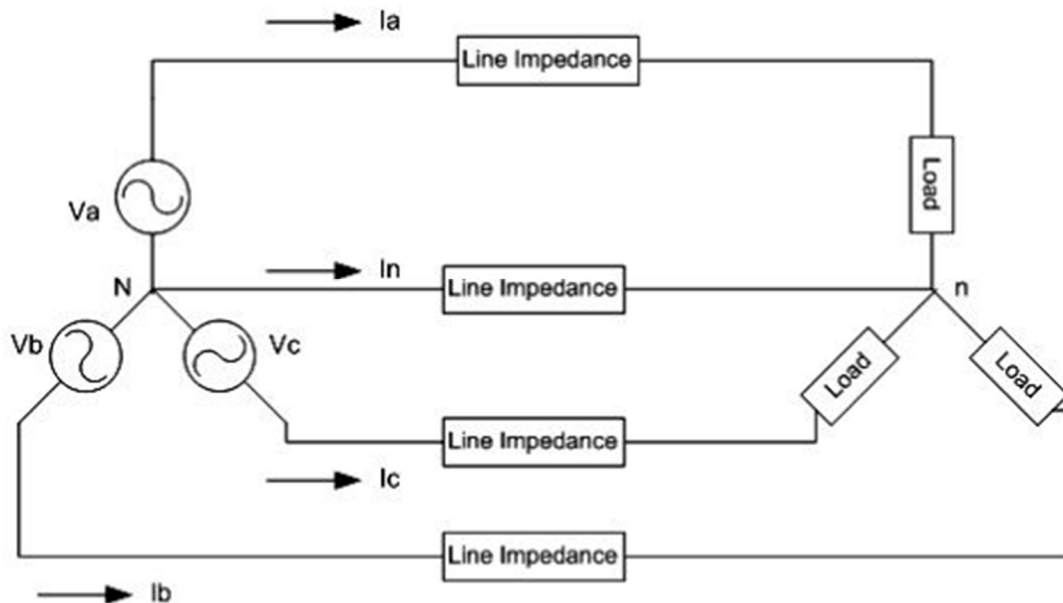 Ia
Line Impedance
Load
Va
In
N
Line Impedance
n
Vb
Vc
Load
Load
Line Impedance
Ic
Line Impedance
Ib